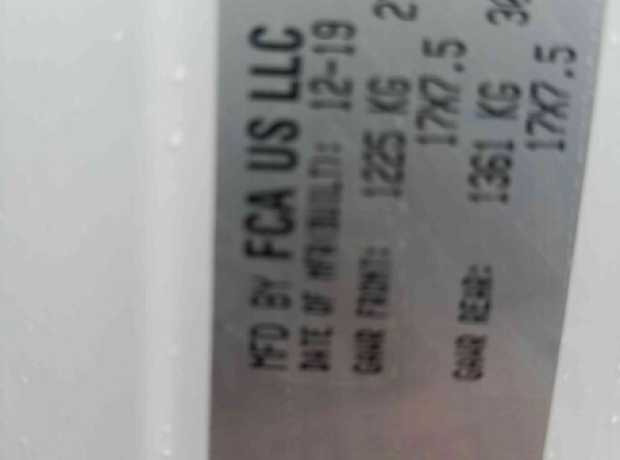 MFD BY FCA US LLC
DATE OF MFR(BUILT): 12-19
GAWR FRONT: 1225 KG
17X7.5
GAWR REAR: 1361 KG
17X7.5